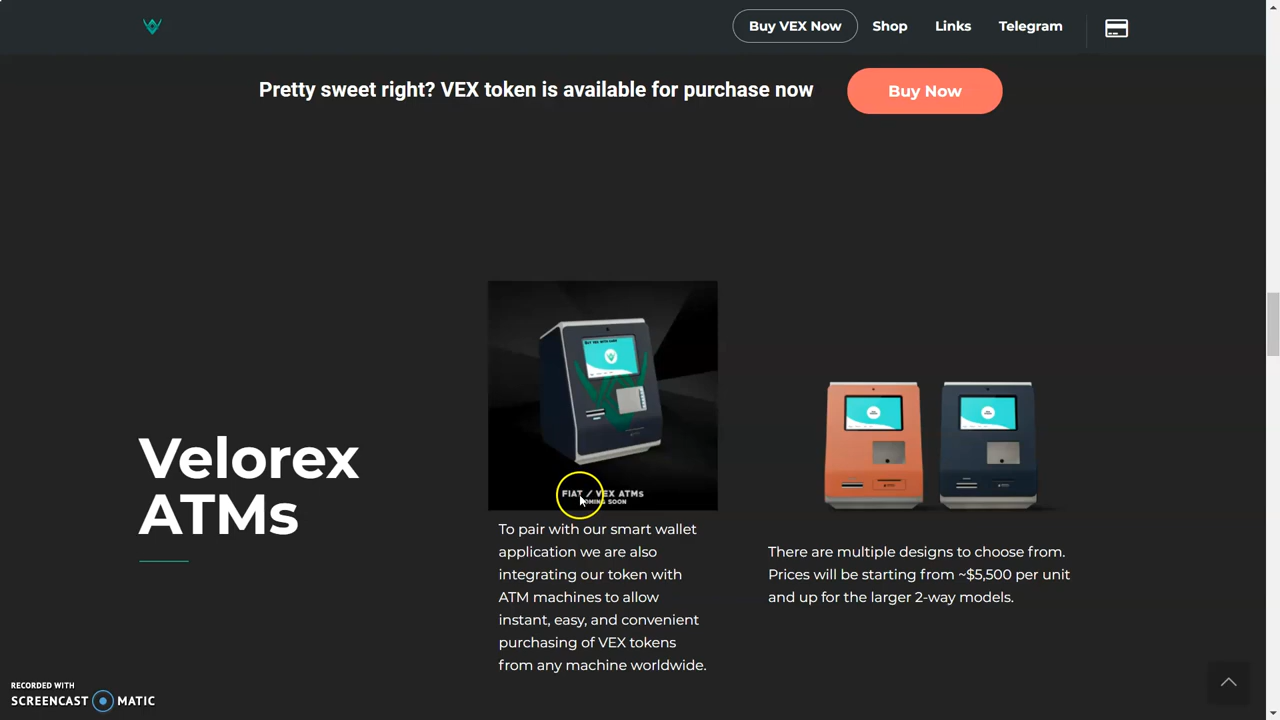 Buy VEX Now
Shop
Links
Telegram
Pretty sweet right? VEX token is available for purchase now
Buy Now
Velorex
ATMs
FIAT / VEX ATMs
COMING SOON
To pair with our smart wallet
application we are also
integrating our token with
ATM machines to allow
instant, easy, and convenient
purchasing of VEX tokens
from any machine worldwide.
There are multiple designs to choose from.
Prices will be starting from ~$5,500 per unit
and up for the larger 2-way models.
RECORDED WITH
SCREENCAST MATIC